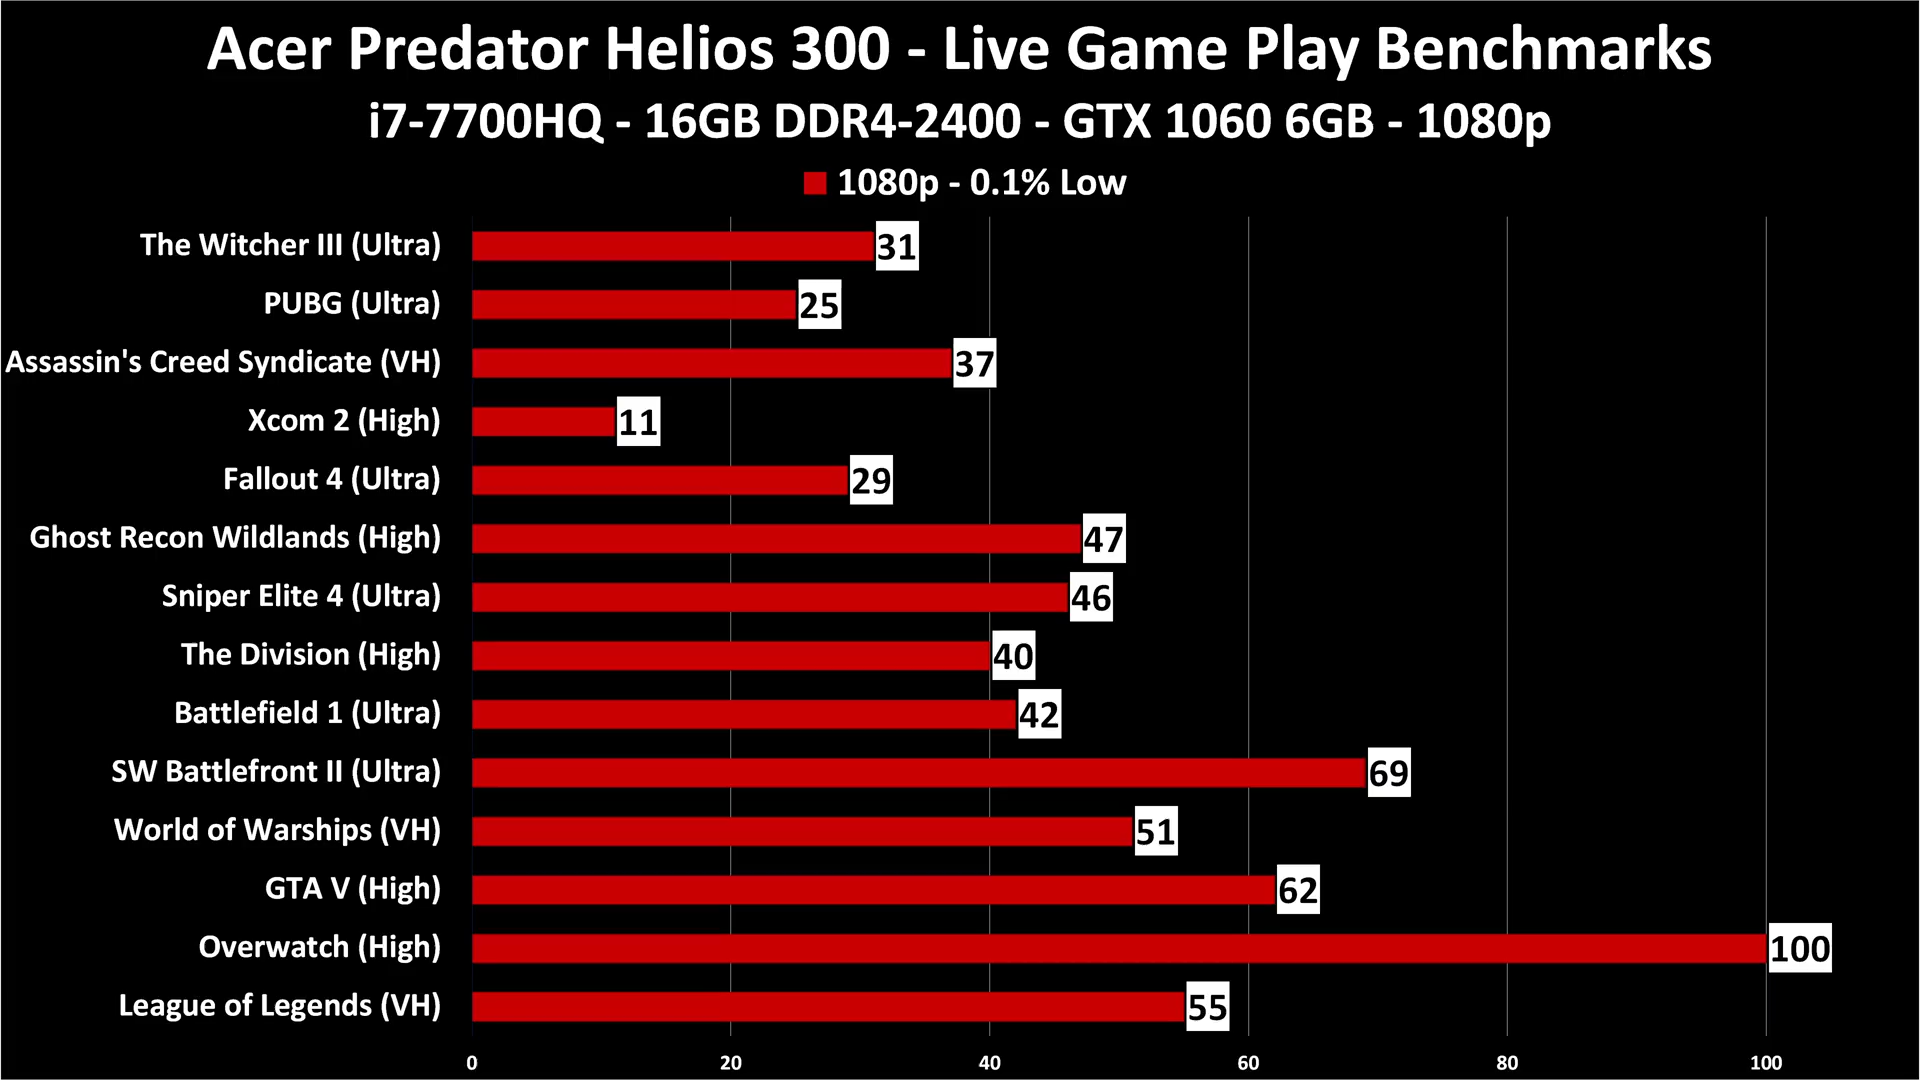 Acer Predator Helios 300 - Live Game Play Benchmarks
i7-7700HQ - 16GB DDR4-2400 - GTX 1060 6GB - 1080p
1080p - 0.1% Low
The Witcher III (Ultra) 31
PUBG (Ultra) 25
Assassin's Creed Syndicate (VH) 37
Xcom 2 (High) 11
Fallout 4 (Ultra) 29
Ghost Recon Wildlands (High) 47
Sniper Elite 4 (Ultra) 46
The Division (High) 40
Battlefield 1 (Ultra) 42
SW Battlefront II (Ultra) 69
World of Warships (VH) 51
GTA V (High) 62
Overwatch (High) 100
League of Legends (VH) 55
0 20 40 60 80 100